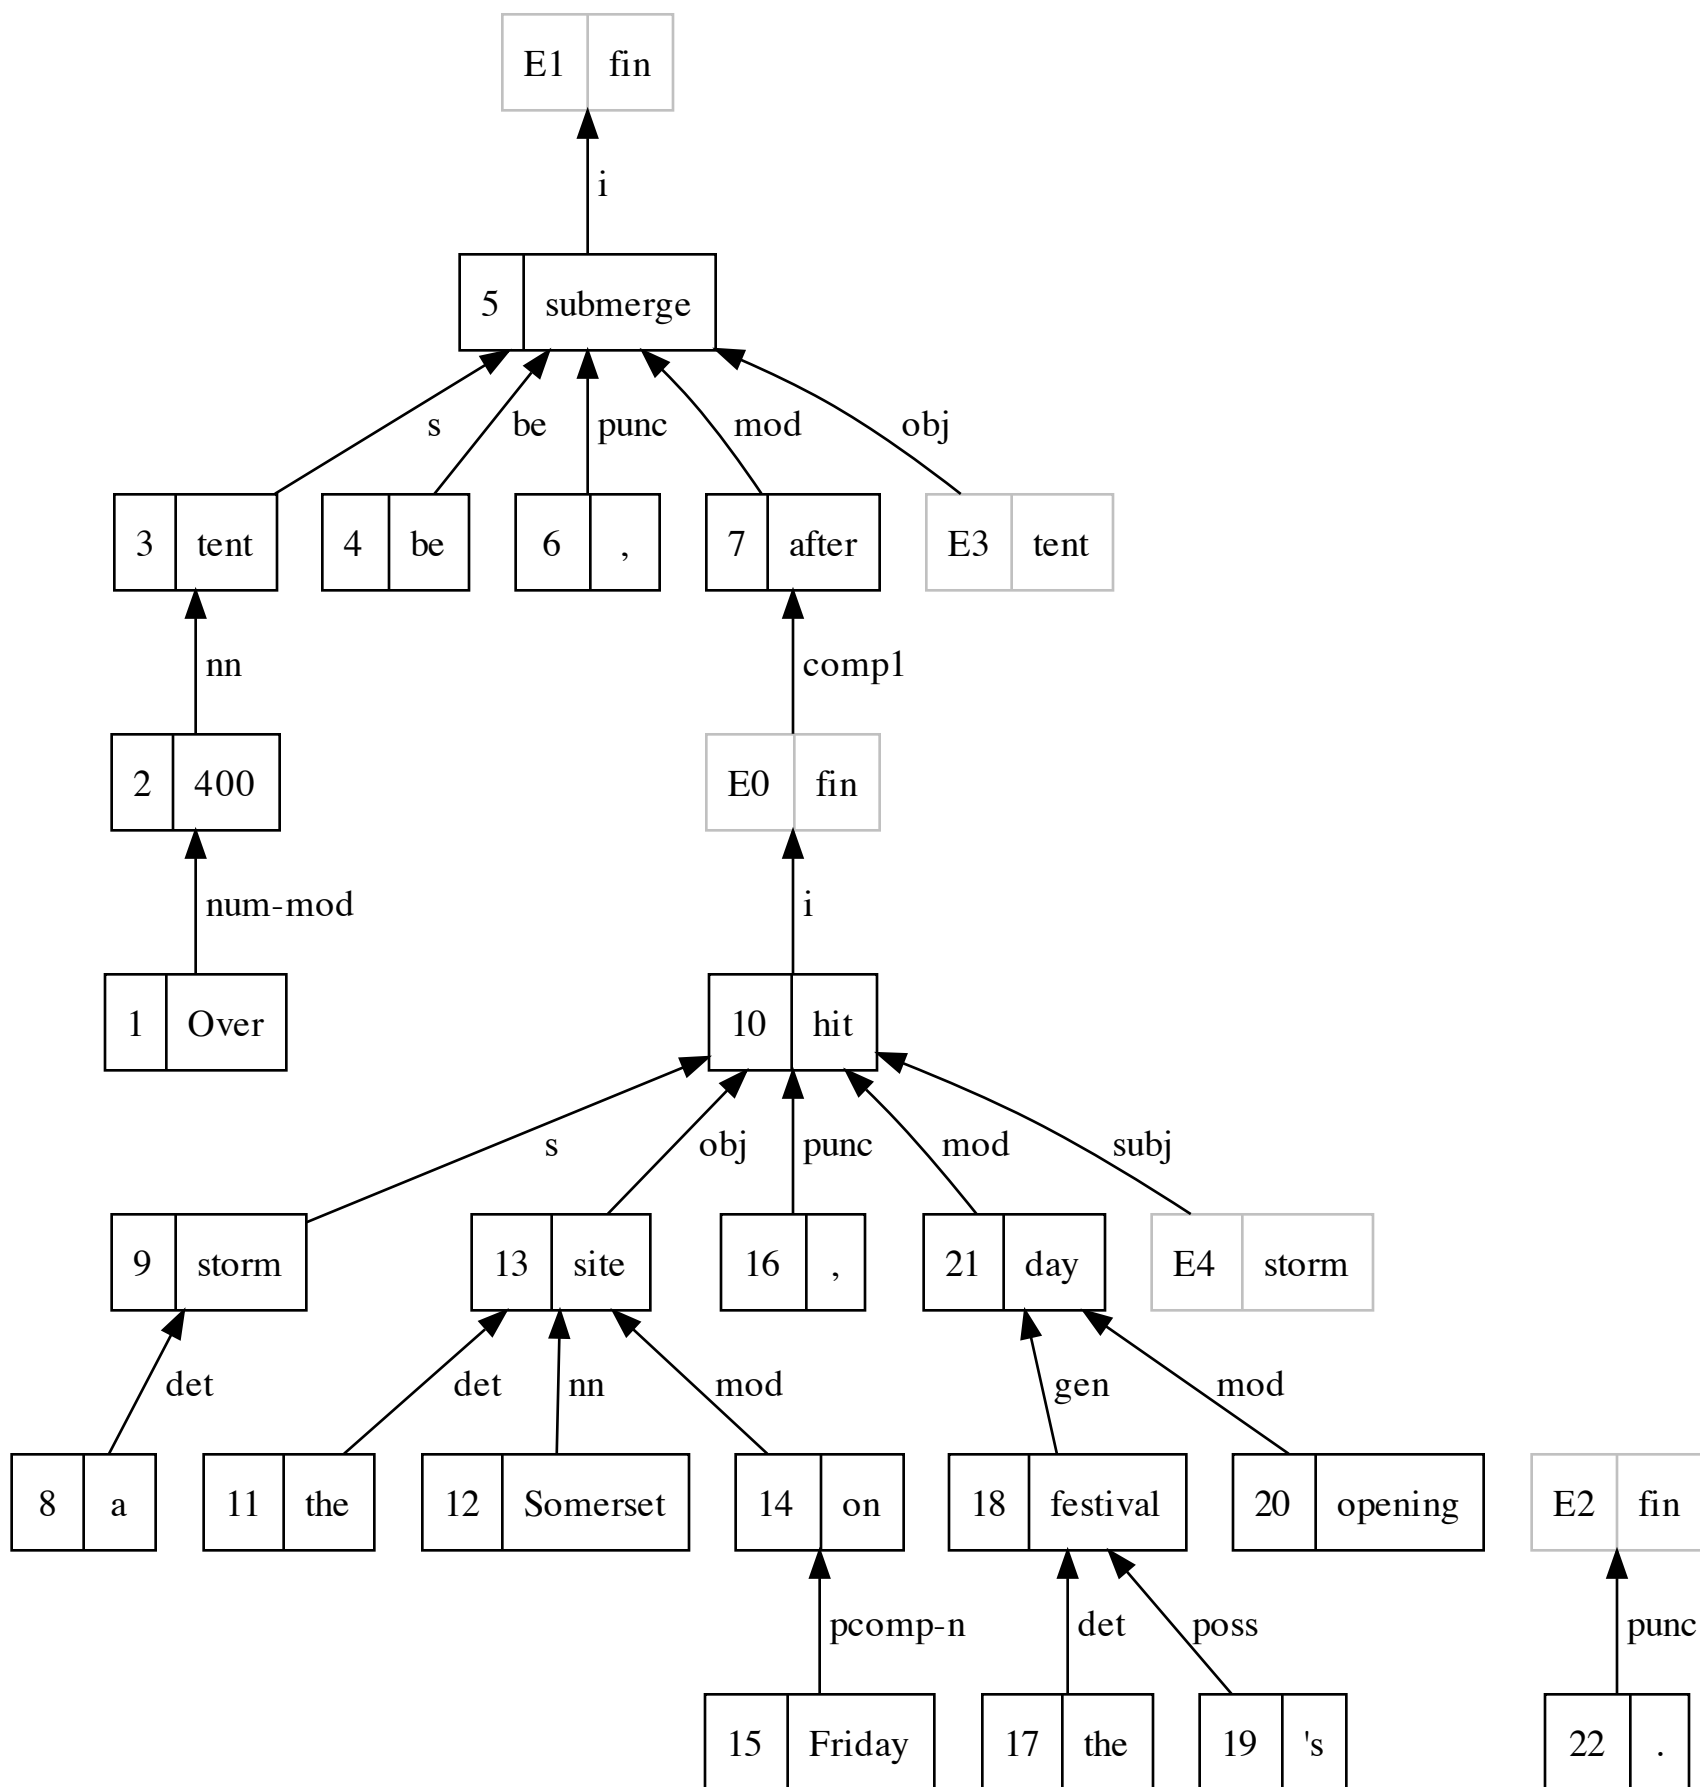 E1 fin
i
5 submerge
s be punc mod obj
3 tent 4 be 6 , 7 after E3 tent
nn comp1
2 400 E0 fin
num-mod i
1 Over 10 hit
s obj punc mod subj
9 storm 13 site 16 , 21 day E4 storm
det det nn mod gen mod
8 a 11 the 12 Somerset 14 on 18 festival 20 opening E2 fin
pcomp-n det poss punc
15 Friday 17 the 19 's 22 .